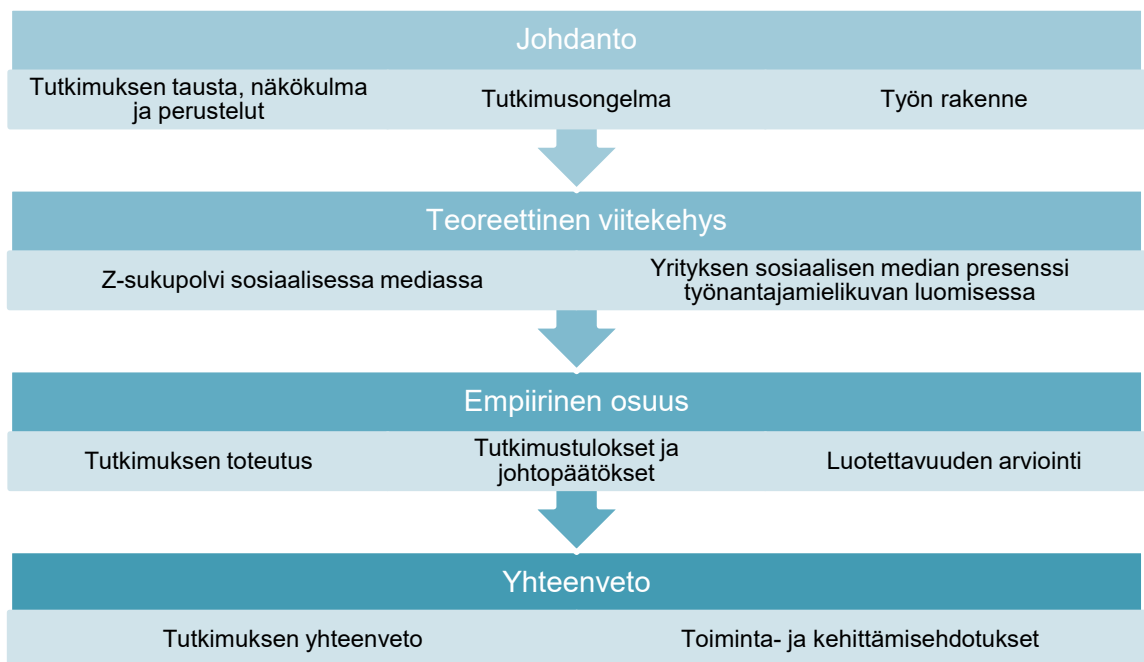 Johdanto
Tutkimuksen tausta, näkökulma
ja perustelut
Tutkimusongelma
Työn rakenne
Teoreettinen viitekehys
Z-sukupolvi sosiaalisessa mediassa
Yrityksen sosiaalisen median presenssi
työnantajamielikuvan luomisessa
Empiirinen osuus
Tutkimuksen toteutus
Tutkimustulokset ja
johtopäätökset
Luotettavuuden arviointi
Yhteenveto
Tutkimuksen yhteenveto
Toiminta- ja kehittämisehdotukset